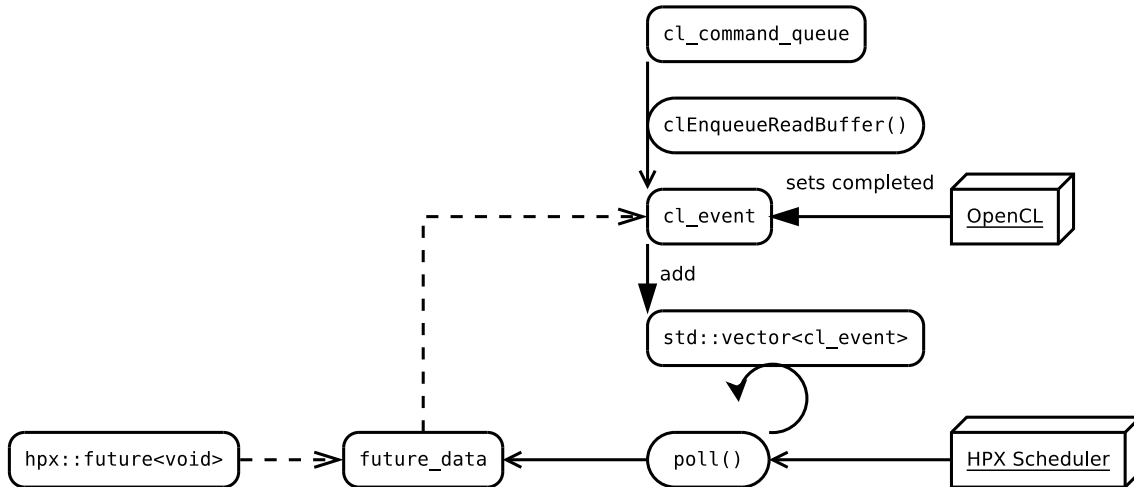 cl_command_queue
clEnqueueReadBuffer()
sets completed
cl_event
OpenCL
add
std::vector<cl_event>
hpx::future<void>
future_data
poll()
HPX Scheduler